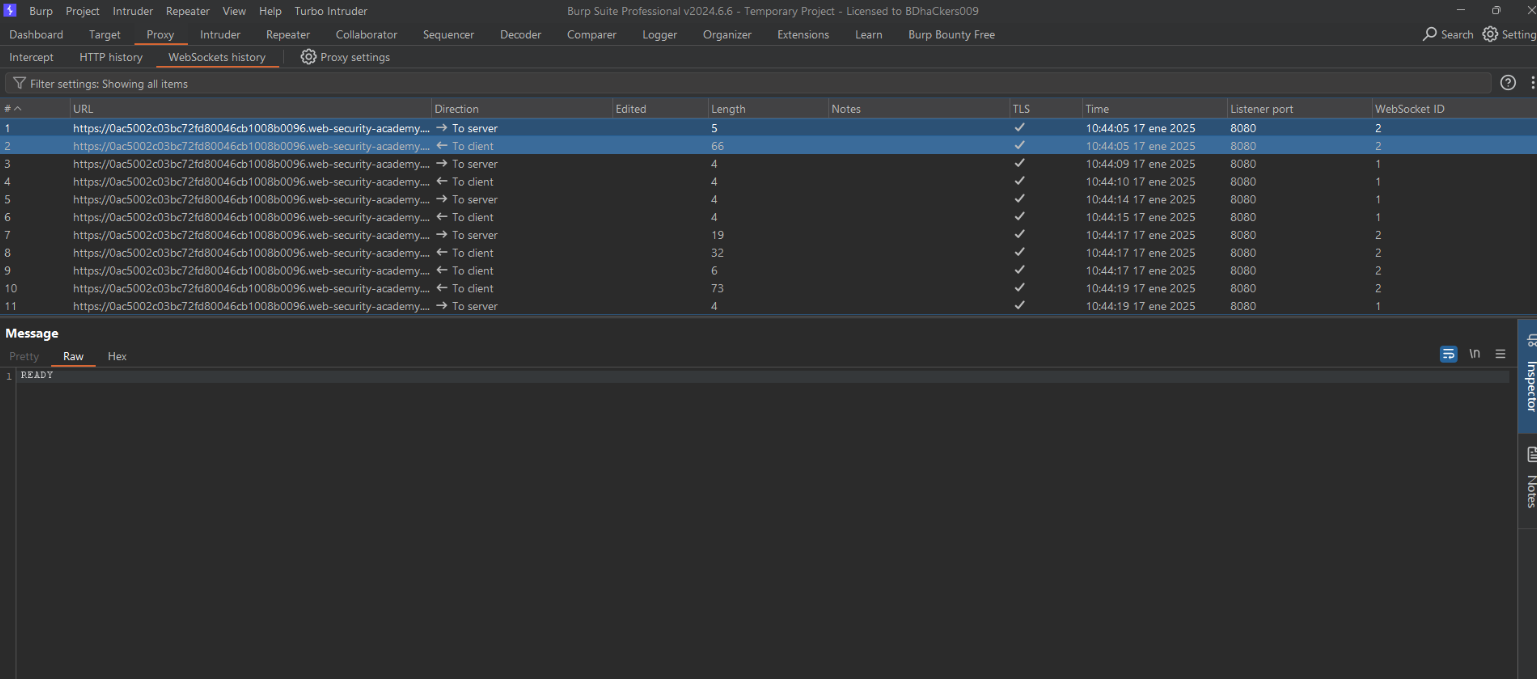 Burp Project Intruder Repeater View Help Turbo Intruder Burp Suite Professional v2024.6.6 - Temporary Project - Licensed to BDhaCkers009
Dashboard Target Proxy Intruder Repeater Collaborator Sequencer Decoder Comparer Logger Organizer Extensions Learn Burp Bounty Free Search Setting
Intercept HTTP history WebSockets history Proxy settings
Filter settings: Showing all items
# URL Direction Edited Length Notes TLS Time Listener port WebSocket ID
1 https://0ac5002c03bc72fd80046cb1008b0096.web-security-academy.... → To server 5 ✓ 10:44:05 17 ene 2025 8080 2
2 https://0ac5002c03bc72fd80046cb1008b0096.web-security-academy.... ← To client 66 ✓ 10:44:05 17 ene 2025 8080 2
3 https://0ac5002c03bc72fd80046cb1008b0096.web-security-academy.... → To server 4 ✓ 10:44:09 17 ene 2025 8080 1
4 https://0ac5002c03bc72fd80046cb1008b0096.web-security-academy.... ← To client 4 ✓ 10:44:10 17 ene 2025 8080 1
5 https://0ac5002c03bc72fd80046cb1008b0096.web-security-academy.... → To server 4 ✓ 10:44:14 17 ene 2025 8080 1
6 https://0ac5002c03bc72fd80046cb1008b0096.web-security-academy.... ← To client 4 ✓ 10:44:15 17 ene 2025 8080 1
7 https://0ac5002c03bc72fd80046cb1008b0096.web-security-academy.... → To server 19 ✓ 10:44:17 17 ene 2025 8080 2
8 https://0ac5002c03bc72fd80046cb1008b0096.web-security-academy.... ← To client 32 ✓ 10:44:17 17 ene 2025 8080 2
9 https://0ac5002c03bc72fd80046cb1008b0096.web-security-academy.... ← To client 6 ✓ 10:44:17 17 ene 2025 8080 2
10 https://0ac5002c03bc72fd80046cb1008b0096.web-security-academy.... ← To client 73 ✓ 10:44:19 17 ene 2025 8080 2
11 https://0ac5002c03bc72fd80046cb1008b0096.web-security-academy.... → To server 4 ✓ 10:44:19 17 ene 2025 8080 1
Message
Pretty Raw Hex \n
1 READY
Inspector
Notes